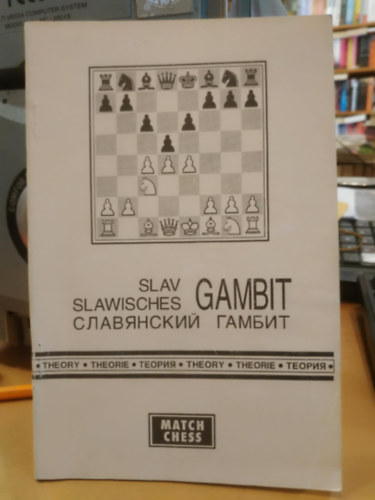 SLAV
SLAWISCHES GAMBIT
СЛАВЯНСКИЙ ГАМБИТ
• THEORY • THEORIE • ТЕОРИЯ • THEORY • THEORIE • ТЕОРИЯ •
MATCH
CHESS